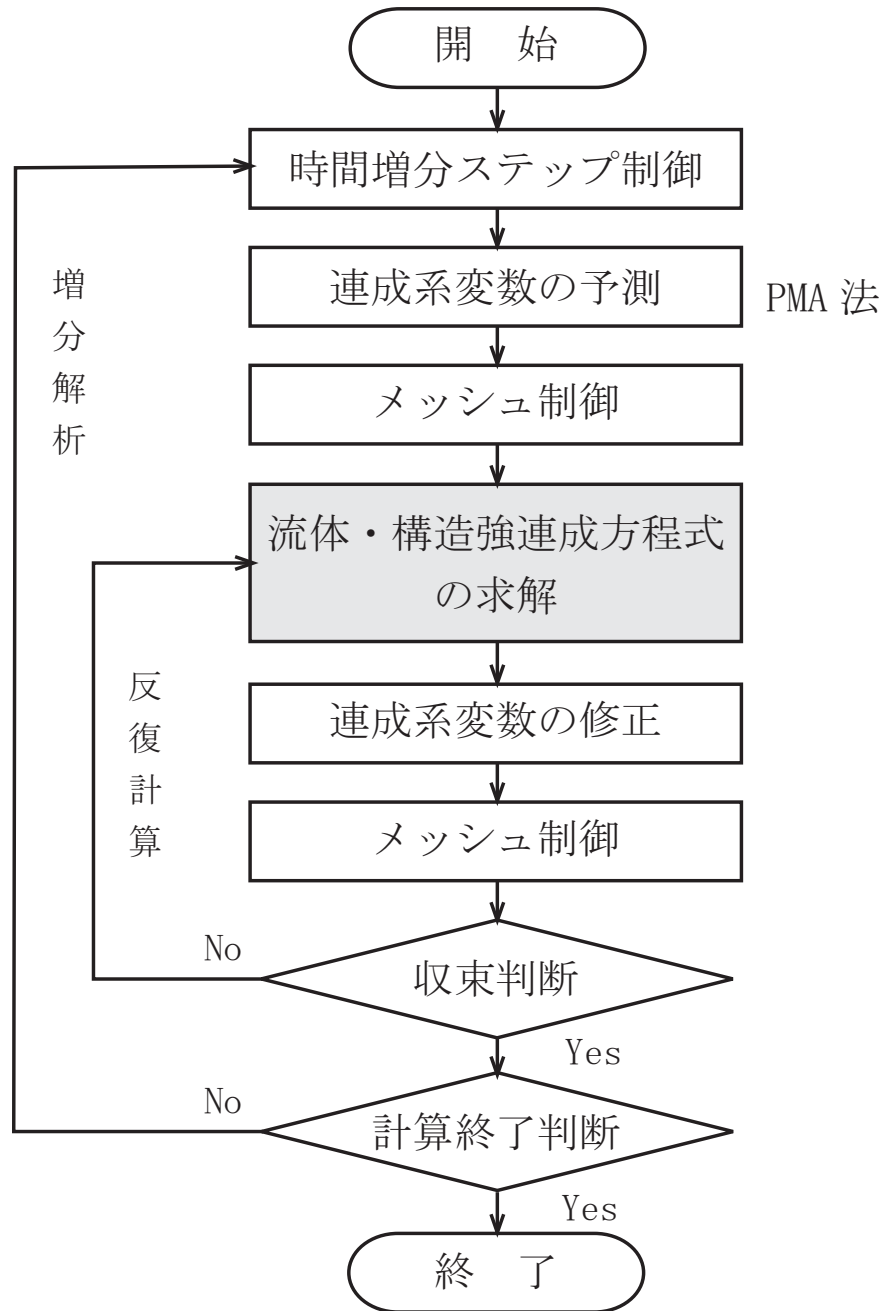 開　始
時間増分ステップ制御
連成系変数の予測
PMA 法
メッシュ制御
流体・構造強連成方程式
の求解
連成系変数の修正
メッシュ制御
収束判断
No
Yes
計算終了判断
No
Yes
終　了
増分解析
反復計算